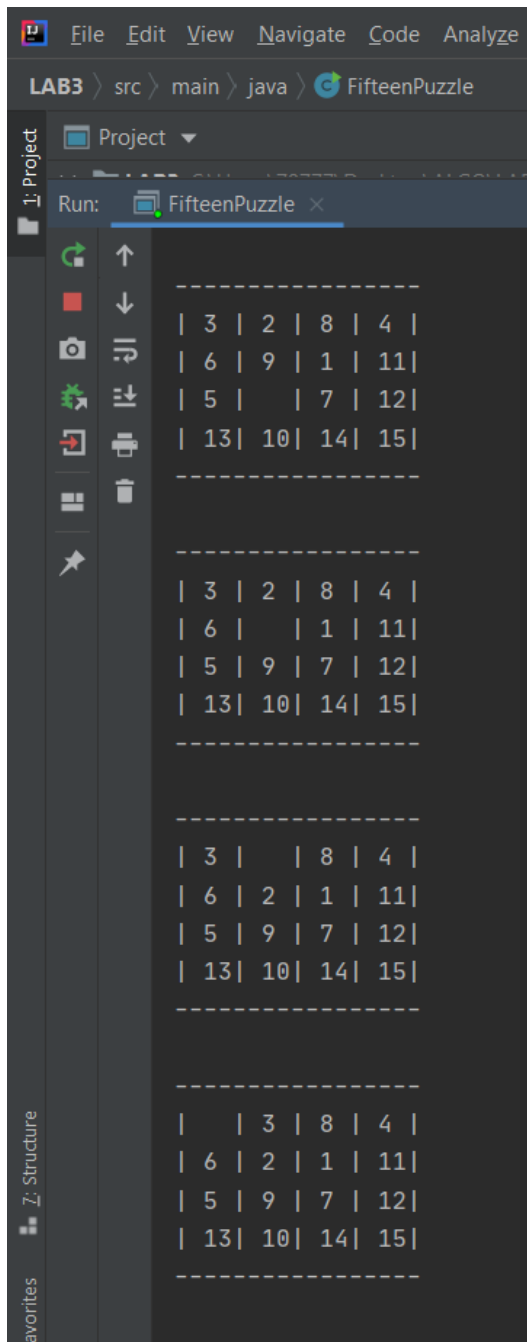 IJ File Edit View Navigate Code Analyze
LAB3 src main java C FifteenPuzzle
1: Project
Project
Run: FifteenPuzzle ×
-----------------
| 3 | 2 | 8 | 4 |
| 6 | 9 | 1 | 11|
| 5 |   | 7 | 12|
| 13| 10| 14| 15|
-----------------
-----------------
| 3 | 2 | 8 | 4 |
| 6 |   | 1 | 11|
| 5 | 9 | 7 | 12|
| 13| 10| 14| 15|
-----------------
-----------------
| 3 |   | 8 | 4 |
| 6 | 2 | 1 | 11|
| 5 | 9 | 7 | 12|
| 13| 10| 14| 15|
-----------------
-----------------
|   | 3 | 8 | 4 |
| 6 | 2 | 1 | 11|
| 5 | 9 | 7 | 12|
| 13| 10| 14| 15|
-----------------
7: Structure
avorites